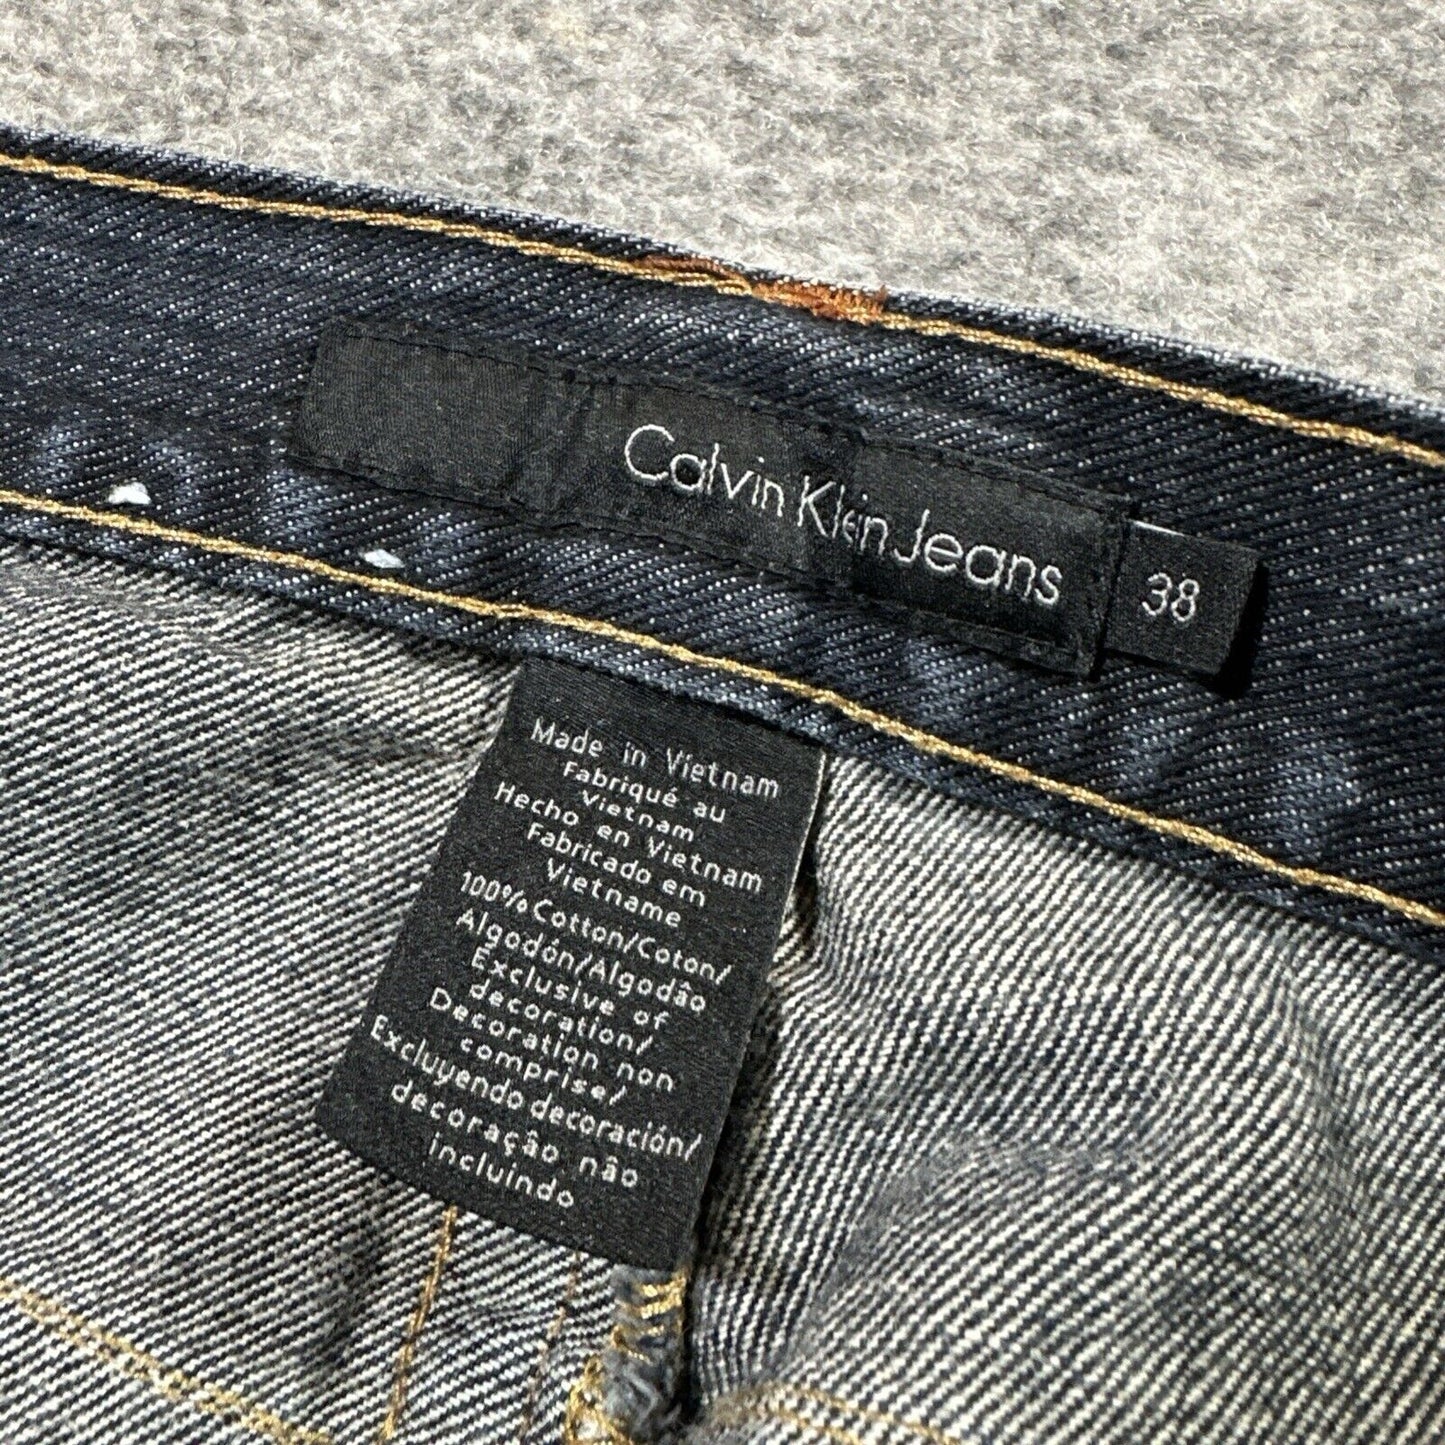 Calvin Klein Jeans
38
Made in Vietnam
Fabriqué au
Vietnam
Hecho en Vietnam
Fabricado em
Vietname
100% Cotton/Coton/
Algodón/Algodão
Exclusive of
decoration/
Decoration non
comprise/
Excluyendo decoración/
decoração não
incluindo